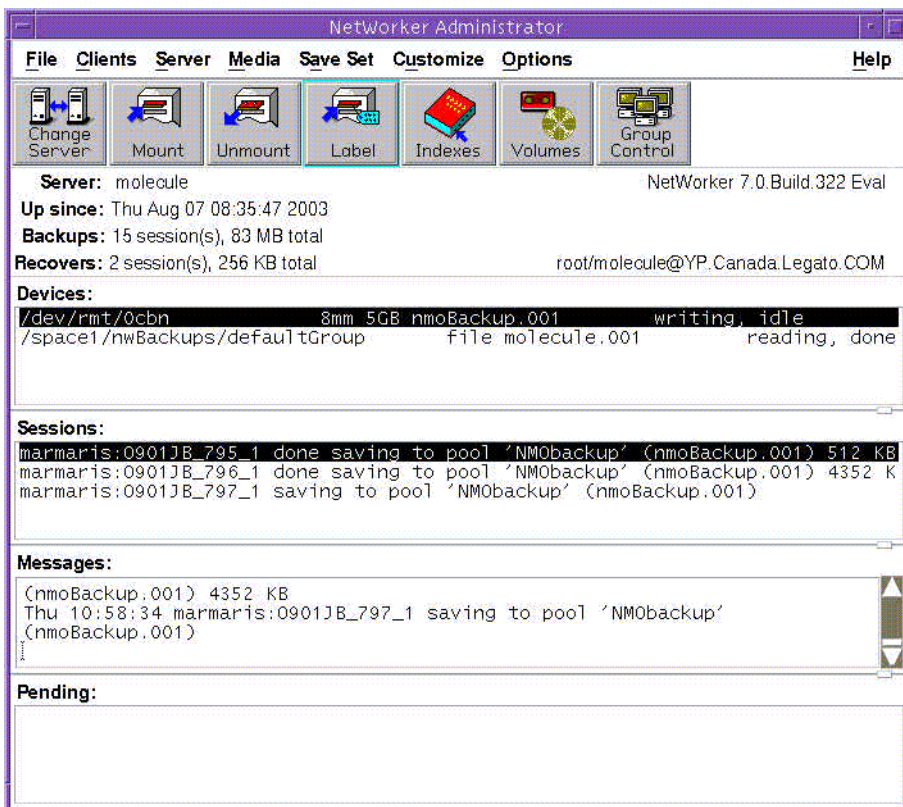 NetWorker Administrator
File Clients Server Media Save Set Customize Options Help
Change Server
Mount
Unmount
Label
Indexes
Volumes
Group Control
Server: molecule NetWorker 7.0.Build.322 Eval
Up since: Thu Aug 07 08:35:47 2003
Backups: 15 session(s), 83 MB total
Recovers: 2 session(s), 256 KB total root/molecule@YP.Canada.Legato.COM
Devices:
/dev/rmt/0cbn 8mm 5GB nmoBackup.001 writing, idle
/space1/nwBackups/defaultGroup file molecule.001 reading, done
Sessions:
marmaris:0901JB_795_1 done saving to pool 'NMObackup' (nmoBackup.001) 512 KB
marmaris:0901JB_796_1 done saving to pool 'NMObackup' (nmoBackup.001) 4352 K
marmaris:0901JB_797_1 saving to pool 'NMObackup' (nmoBackup.001)
Messages:
(nmoBackup.001) 4352 KB
Thu 10:58:34 marmaris:0901JB_797_1 saving to pool 'NMObackup'
(nmoBackup.001)
Pending: